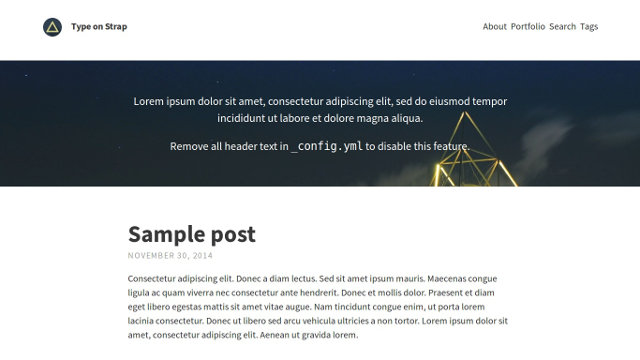 Type on Strap
About Portfolio Search Tags
Lorem ipsum dolor sit amet, consectetur adipiscing elit, sed do eiusmod tempor
incididunt ut labore et dolore magna aliqua.
Remove all header text in _config.yml to disable this feature.
Sample post
NOVEMBER 30, 2014
Consectetur adipiscing elit. Donec a diam lectus. Sed sit amet ipsum mauris. Maecenas congue
ligula ac quam viverra nec consectetur ante hendrerit. Donec et mollis dolor. Praesent et diam
eget libero egestas mattis sit amet vitae augue. Nam tincidunt congue enim, ut porta lorem
lacinia consectetur. Donec ut libero sed arcu vehicula ultricies a non tortor. Lorem ipsum dolor sit
amet, consectetur adipiscing elit. Aenean ut gravida lorem.